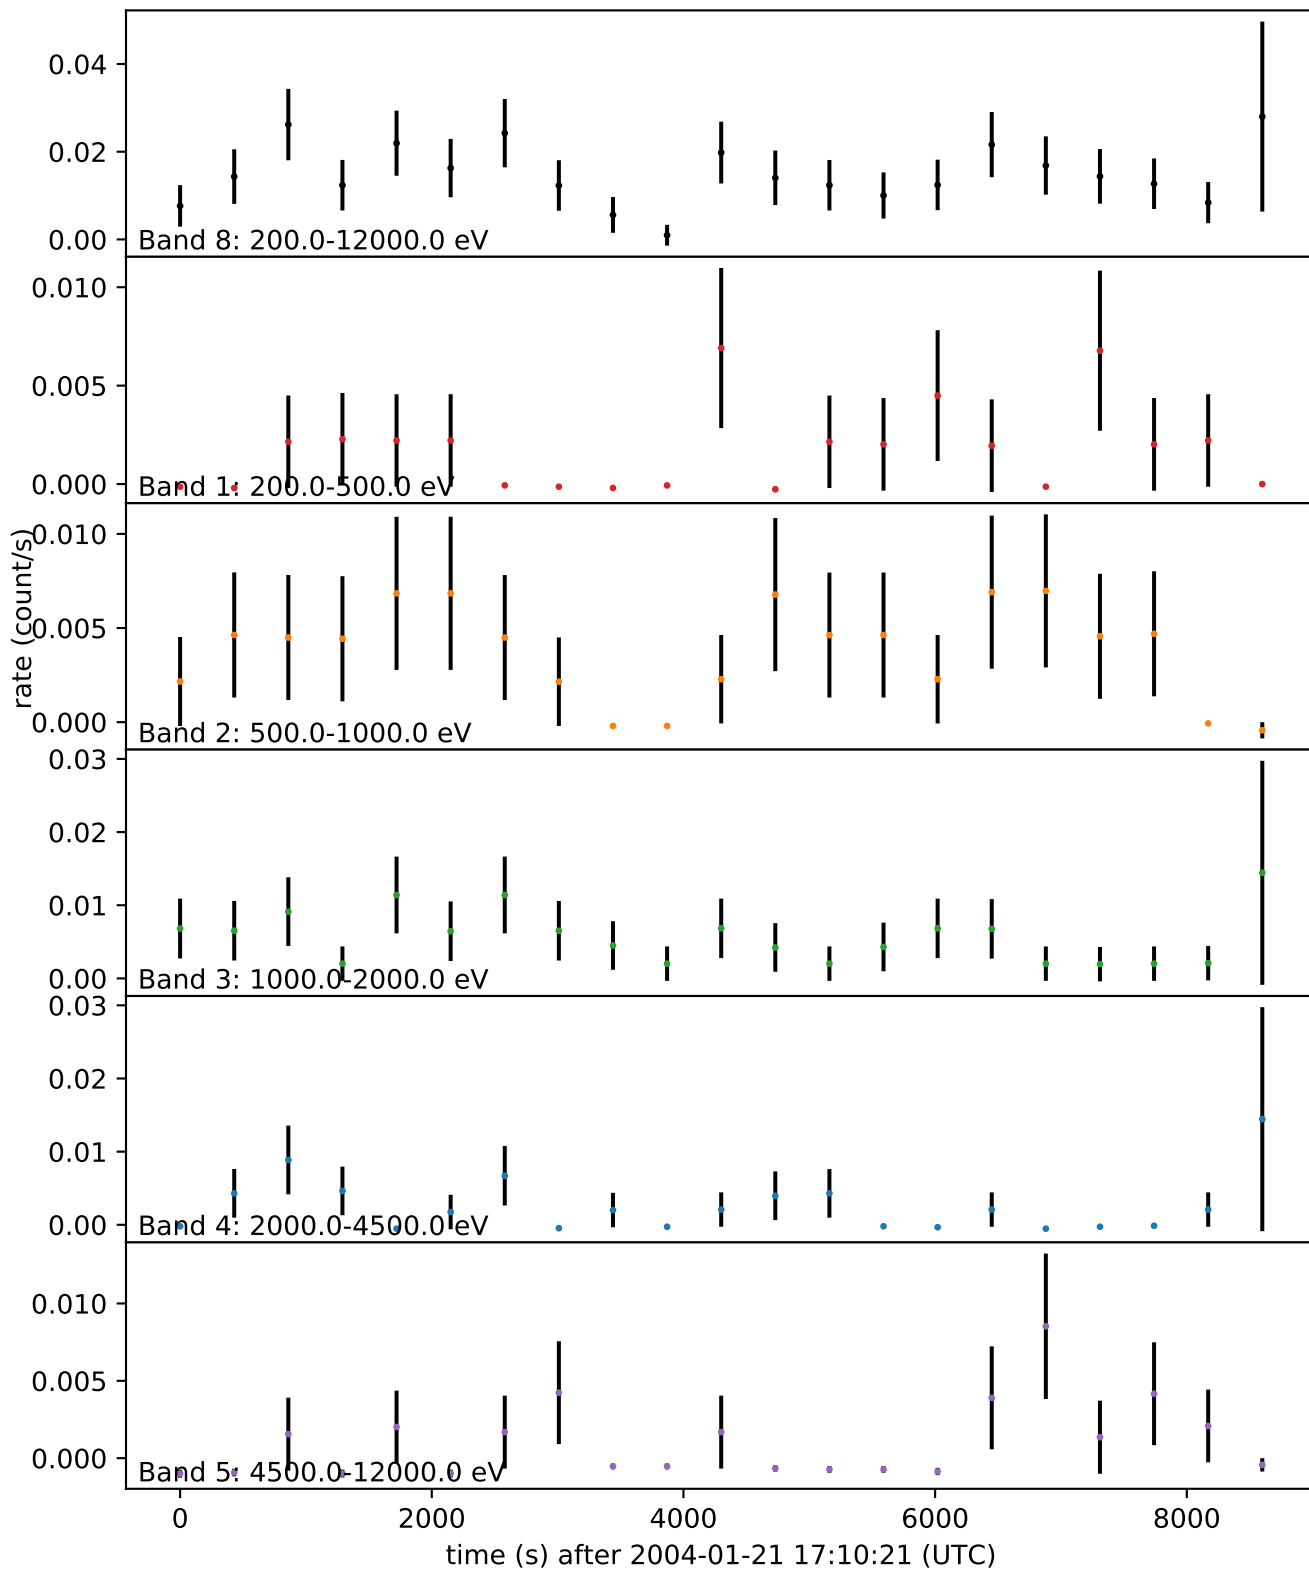 0.04
0.02
0.00
Band 8: 200.0-12000.0 eV
0.010
0.005
0.000
Band 1: 200.0-500.0 eV
rate (count/s)
0.010
0.005
0.000
Band 2: 500.0-1000.0 eV
0.03
0.02
0.01
0.00
Band 3: 1000.0-2000.0 eV
0.03
0.02
0.01
0.00
Band 4: 2000.0-4500.0 eV
0.010
0.005
0.000
Band 5: 4500.0-12000.0 eV
0 2000 4000 6000 8000
time (s) after 2004-01-21 17:10:21 (UTC)